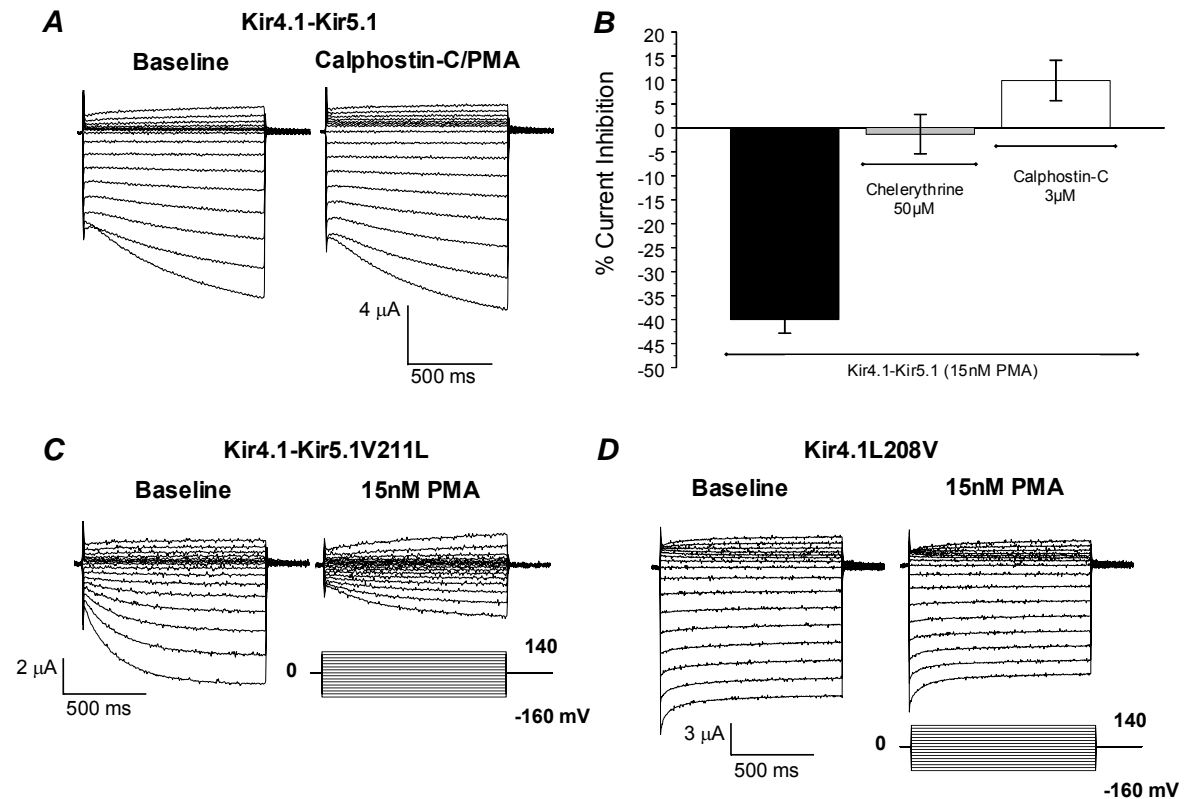 A
Kir4.1-Kir5.1
Baseline
Calphostin-C/PMA
4 µA
500 ms
B
% Current Inhibition
20
15
10
5
0
-5
-10
-15
-20
-25
-30
-35
-40
-45
-50
Chelerythrine
50µM
Calphostin-C
3µM
Kir4.1-Kir5.1 (15nM PMA)
C
Kir4.1-Kir5.1V211L
Baseline
15nM PMA
2 µA
500 ms
0
140
-160 mV
D
Kir4.1L208V
Baseline
15nM PMA
3 µA
500 ms
0
140
-160 mV